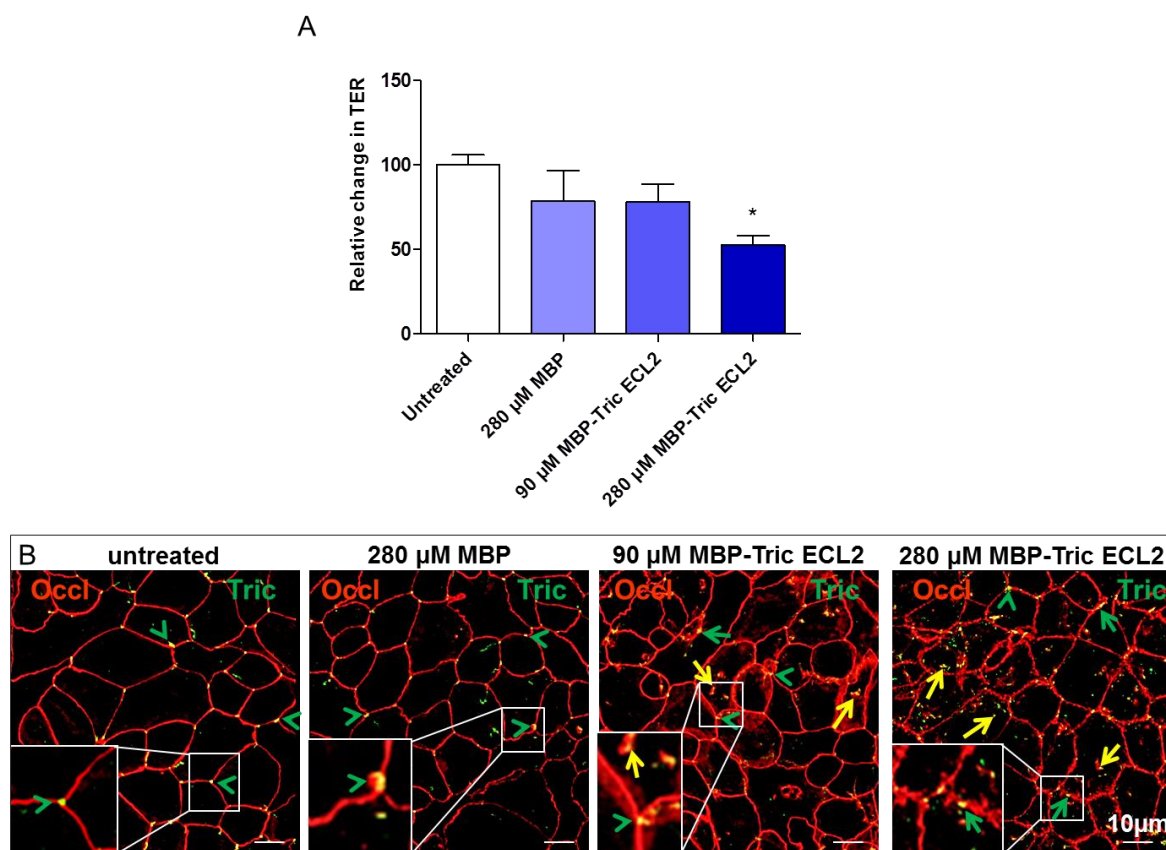 A
Relative change in TER
150
100
50
0
*
Untreated
280 µM MBP
90 µM MBP-Tric ECL2
280 µM MBP-Tric ECL2
B
untreated
280 µM MBP
90 µM MBP-Tric ECL2
280 µM MBP-Tric ECL2
Occl Tric
Occl Tric
Occl Tric
Occl Tric
10µm